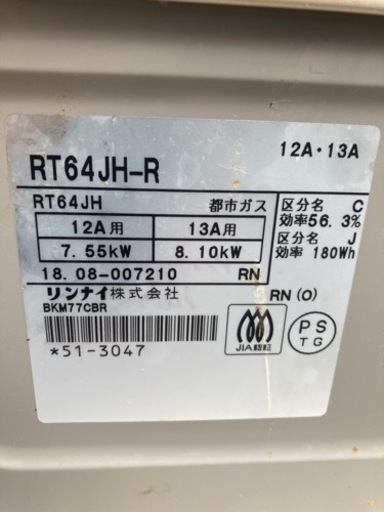 12A・13A
RT64JH-R
RT64JH 都市ガス
12A用 13A用
7.55kW 8.10kW
区分名 C
効率56.3%
区分名 J
効率 180Wh
18.08-007210 RN
リンナイ株式会社 RN(O)
BKM77CBR
*51-3047
JIA認証
PS
TG